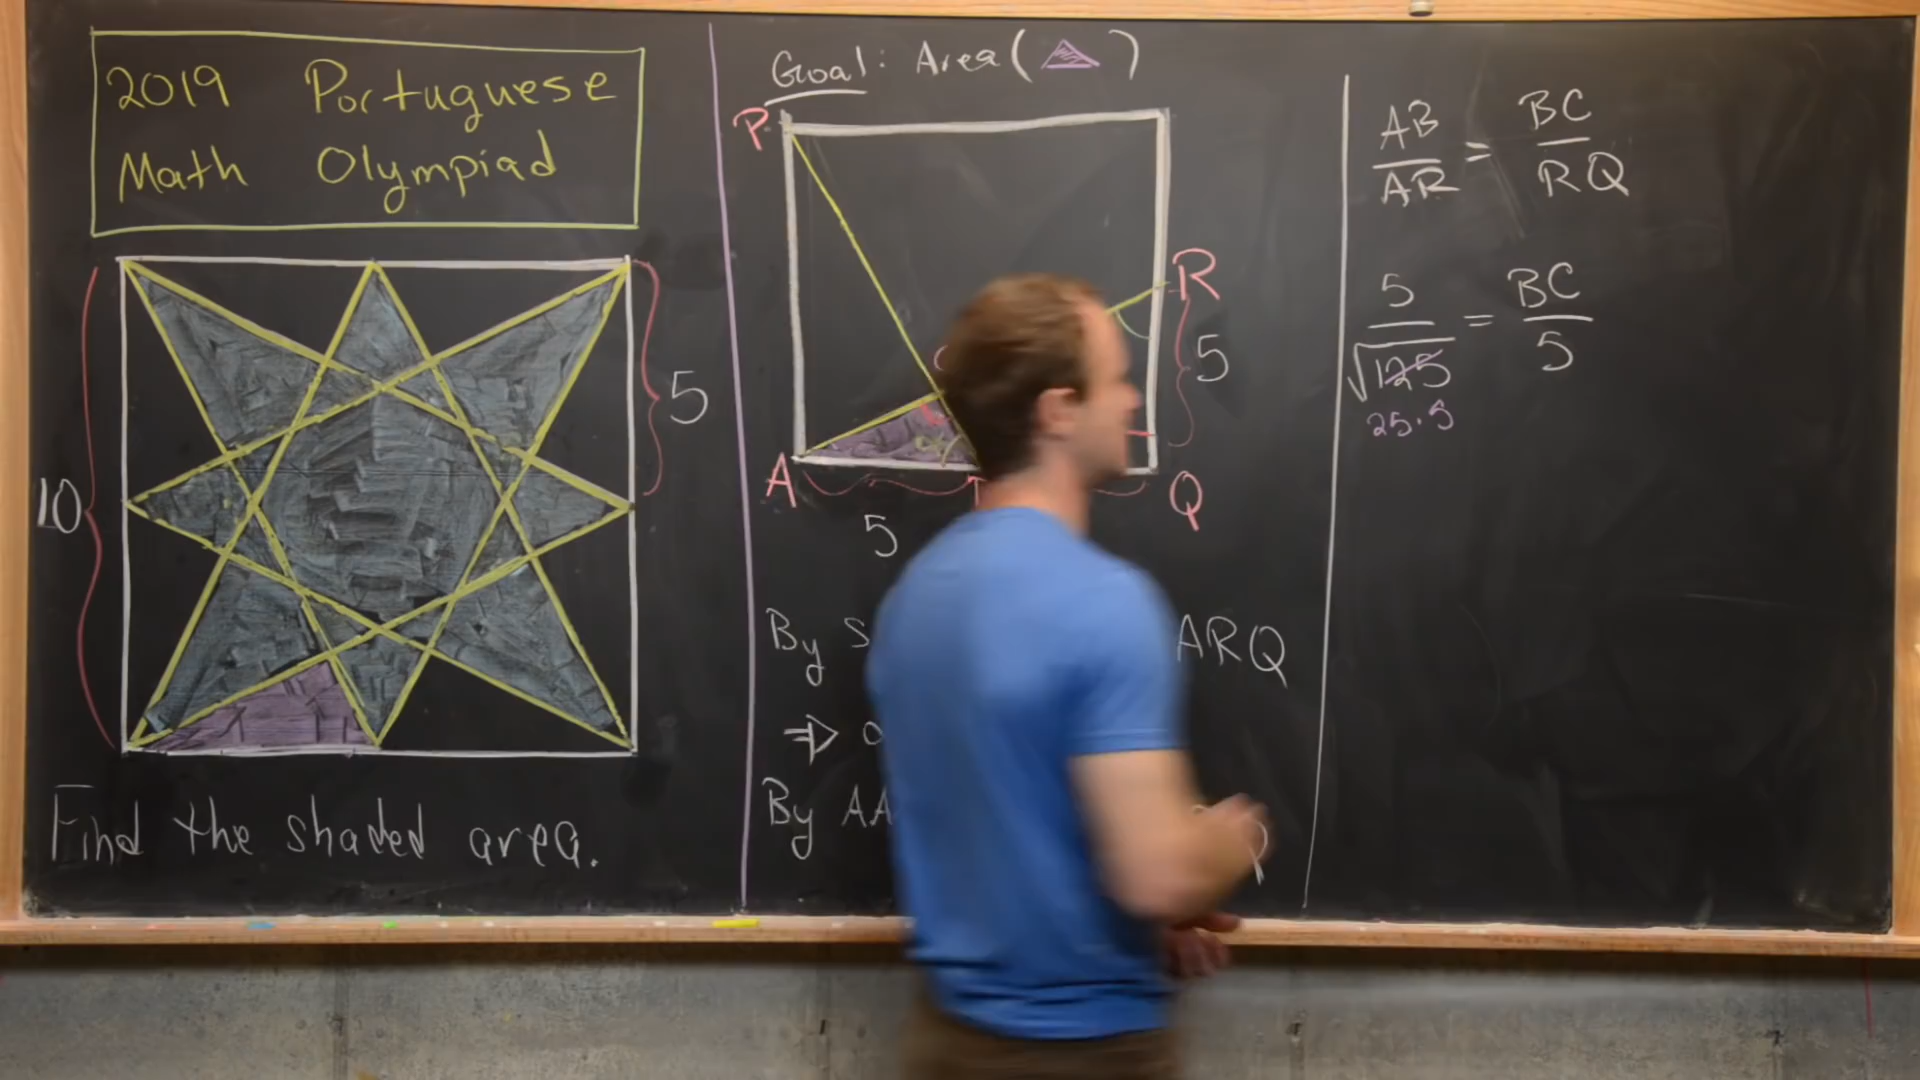 2019 Portuguese
Math Olympiad
10
5
Find the shaded area.
Goal: Area( )
P
R
5
A
Q
5
By
ARQ
⇒
By AA
AB/AR = BC/RQ
5/√125 = BC/5
25·5